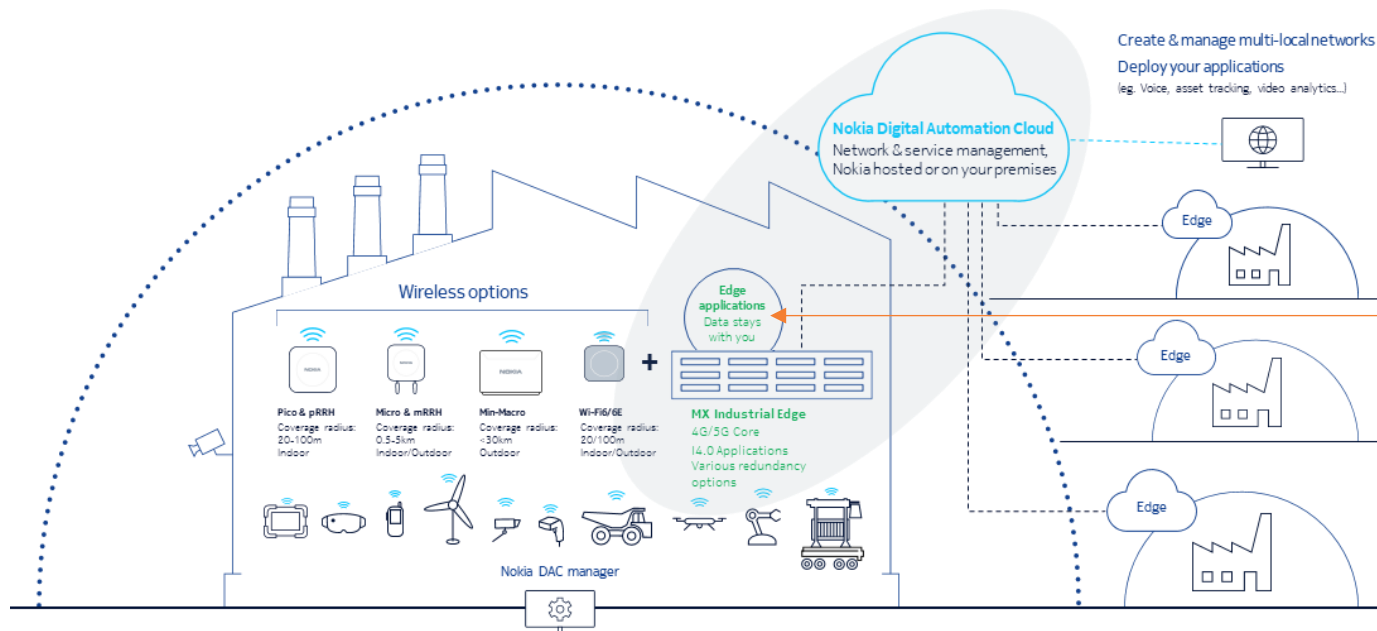 Create & manage multi-local networks
Deploy your applications
(eg. Voice, asset tracking, video analytics...)
Nokia Digital Automation Cloud
Network & service management,
Nokia hosted or on your premises
Edge
Edge
Edge
Wireless options
Edge
applications
Data stays
with you
NOKIA
NOKIA
NOKIA
+
Pico & pRRH
Coverage radius:
20-100m
Indoor
Micro & mRRH
Coverage radius:
0.5-5km
Indoor/Outdoor
Min-Macro
Coverage radius:
<30km
Outdoor
Wi-Fi6/6E
Coverage radius:
20/100m
Indoor/Outdoor
MX Industrial Edge
4G/5G Core
I4.0 Applications
Various redundancy
options
Nokia DAC manager